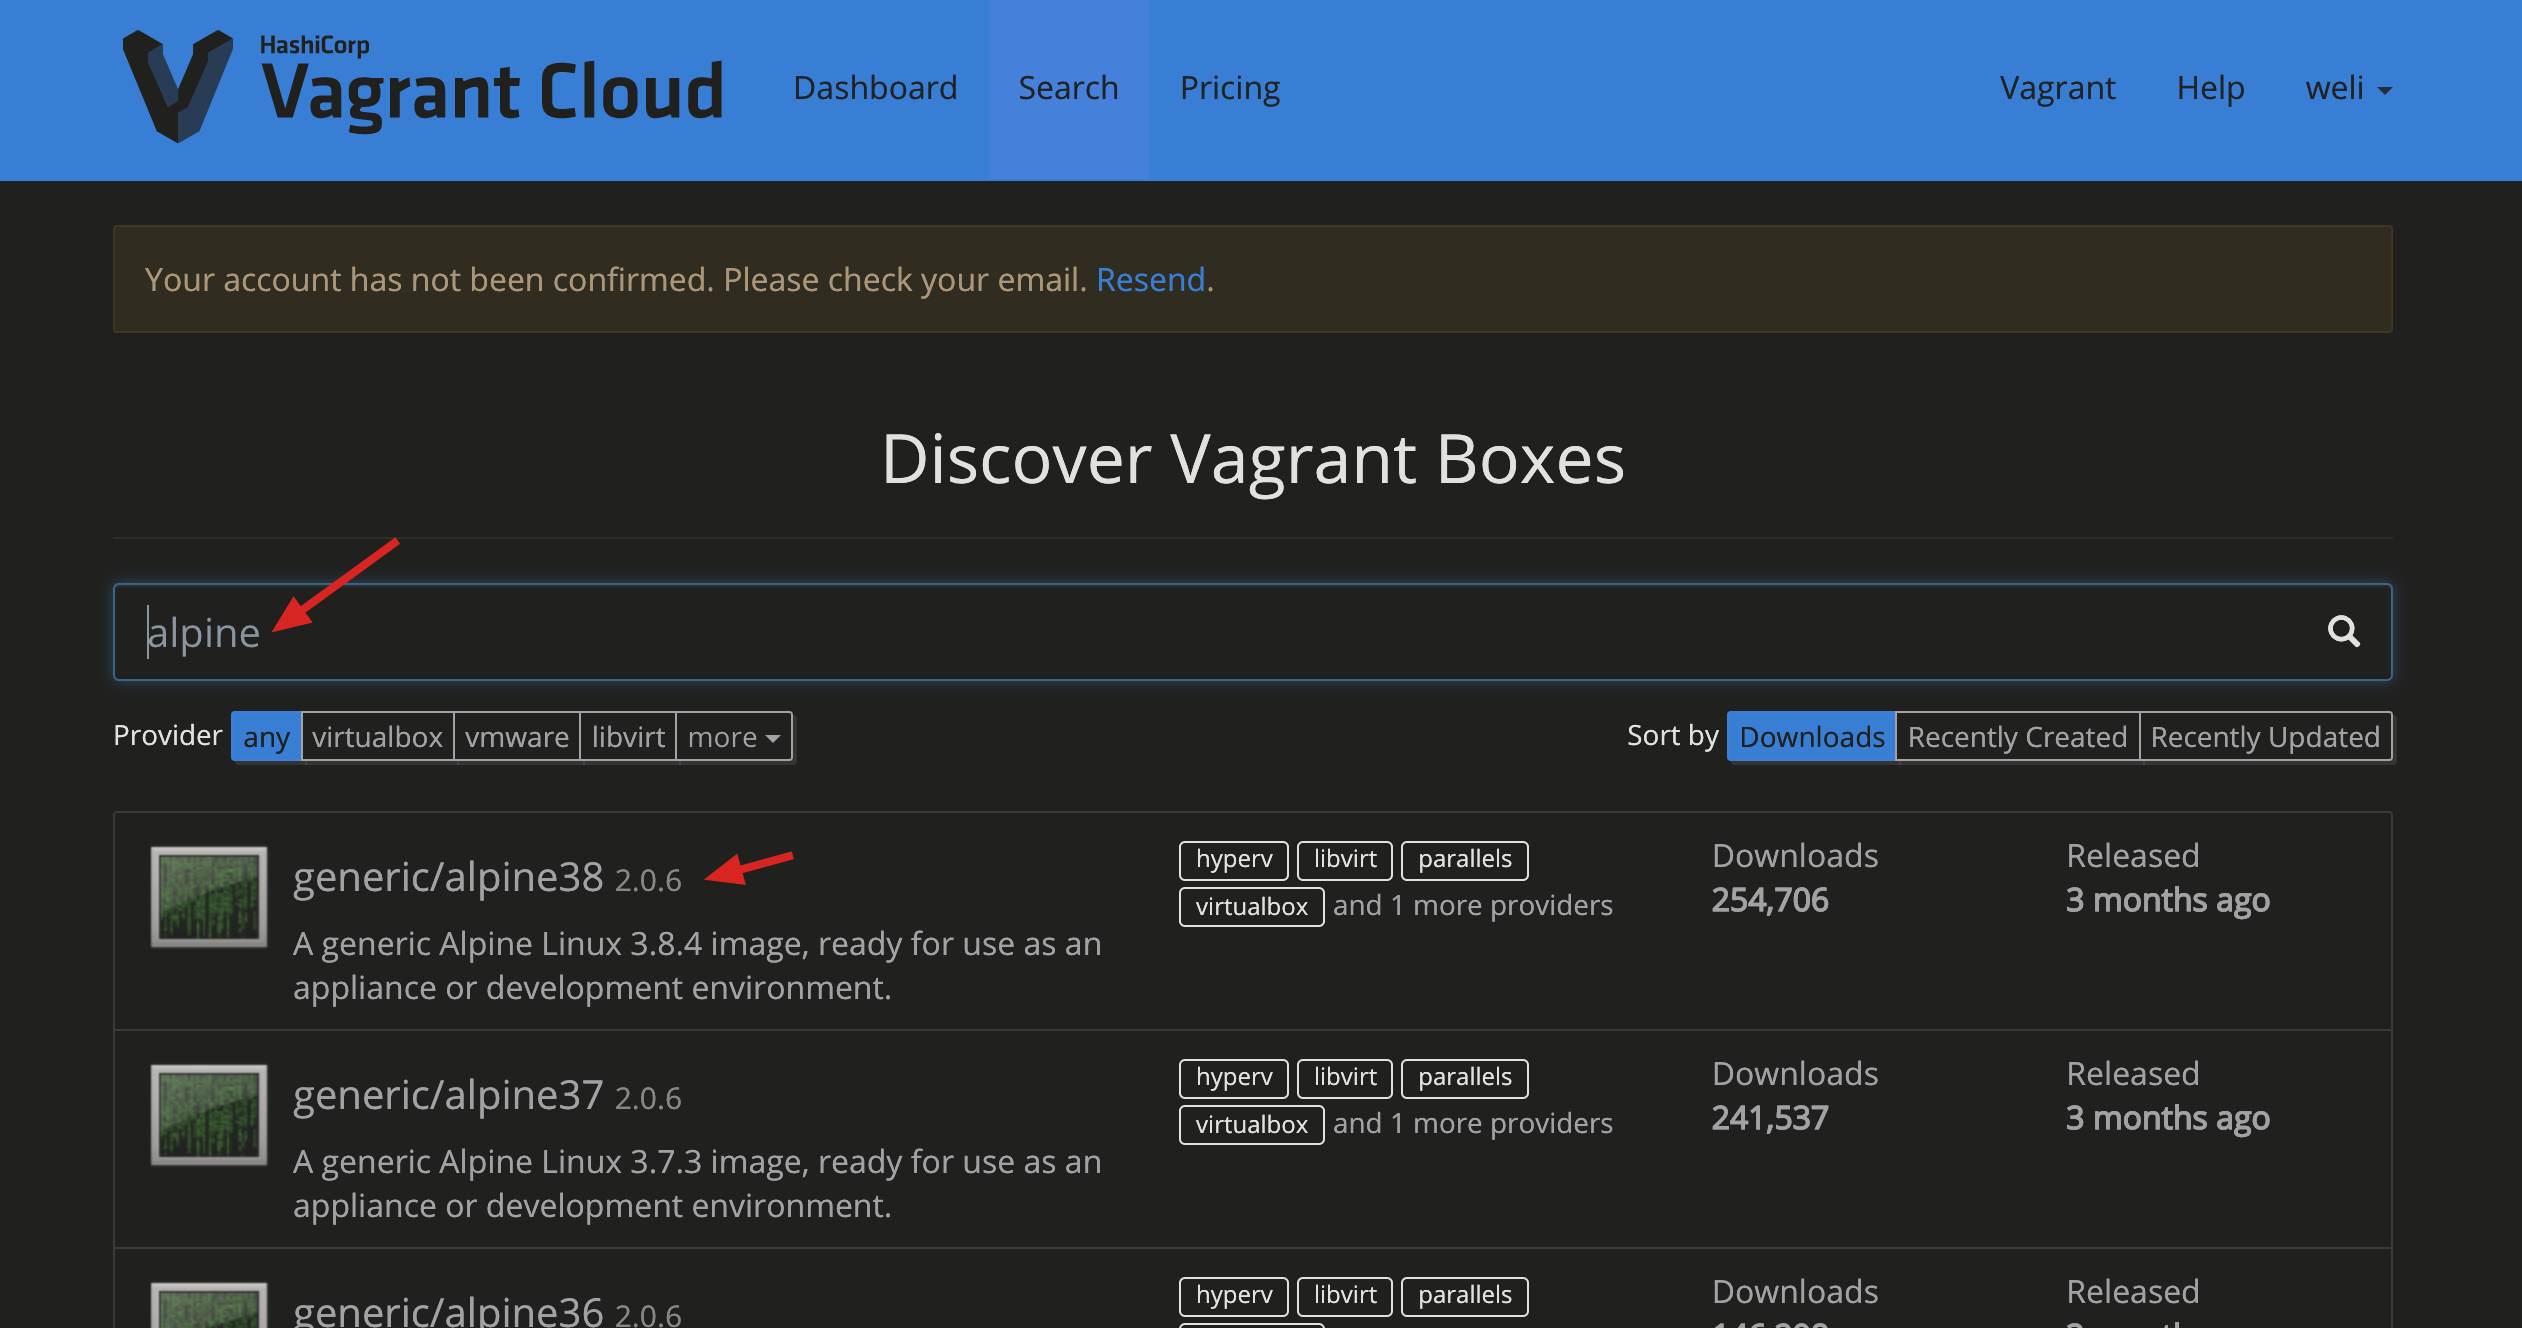 HashiCorp
Vagrant Cloud
Dashboard
Search
Pricing
Vagrant
Help
weli
Your account has not been confirmed. Please check your email. Resend.
Discover Vagrant Boxes
alpine
Provider any virtualbox vmware libvirt more
Sort by Downloads Recently Created Recently Updated
generic/alpine38 2.0.6
A generic Alpine Linux 3.8.4 image, ready for use as an
appliance or development environment.
hyperv libvirt parallels
virtualbox and 1 more providers
Downloads
254,706
Released
3 months ago
generic/alpine37 2.0.6
A generic Alpine Linux 3.7.3 image, ready for use as an
appliance or development environment.
hyperv libvirt parallels
virtualbox and 1 more providers
Downloads
241,537
Released
3 months ago
generic/alpine36 2.0.6
hyperv libvirt parallels
Downloads
Released